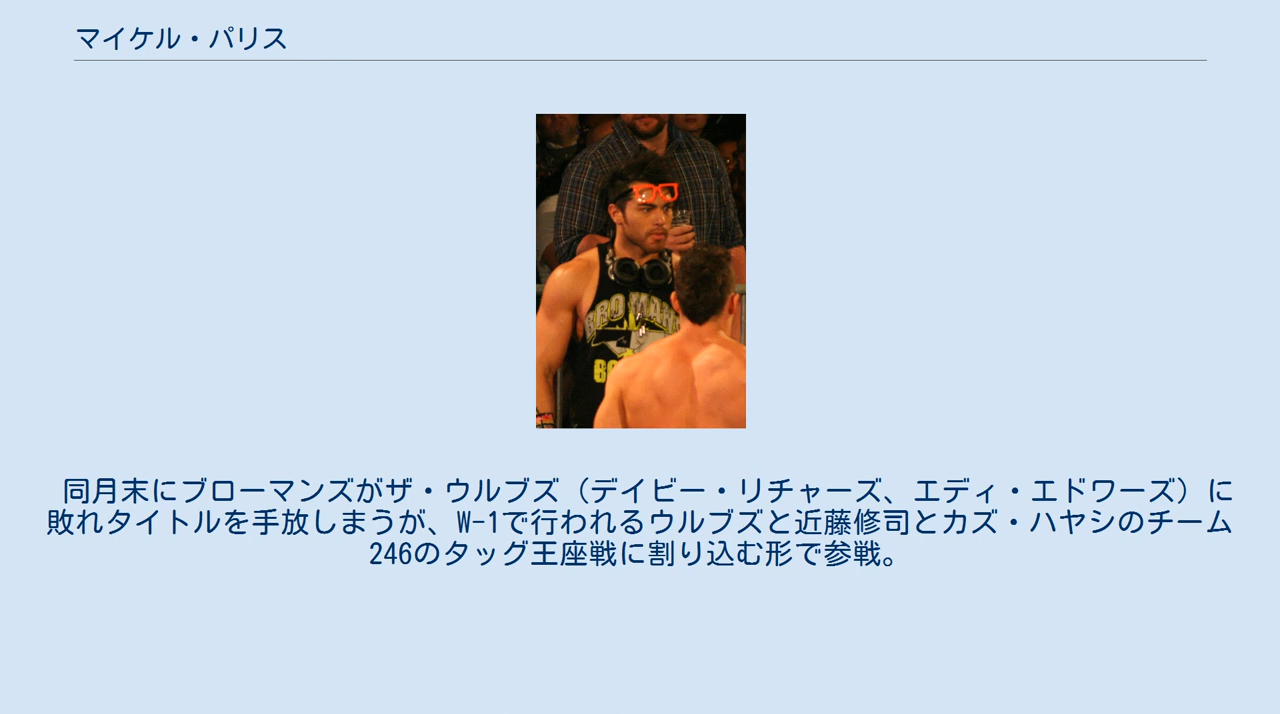 マイケル・パリス
BRO MAN
同月末にブローマンズがザ・ウルブズ（デイビー・リチャーズ、エディ・エドワーズ）に
敗れタイトルを手放しまうが、W-1で行われるウルブズと近藤修司とカズ・ハヤシのチーム
246のタッグ王座戦に割り込む形で参戦。